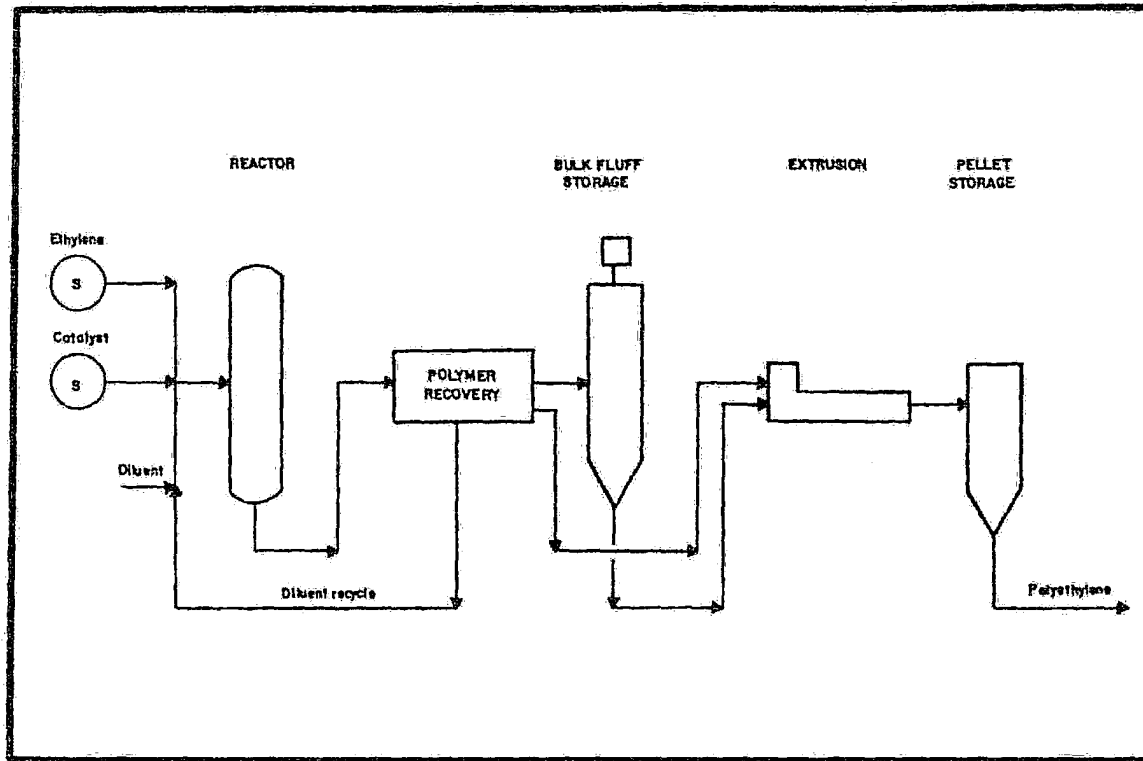 REACTOR
BULK FLUFF
STORAGE
EXTRUSION
PELLET
STORAGE
Ethylene
S
Catalyst
S
POLYMER
RECOVERY
Diluent
Diluent recycle
Polyethylene